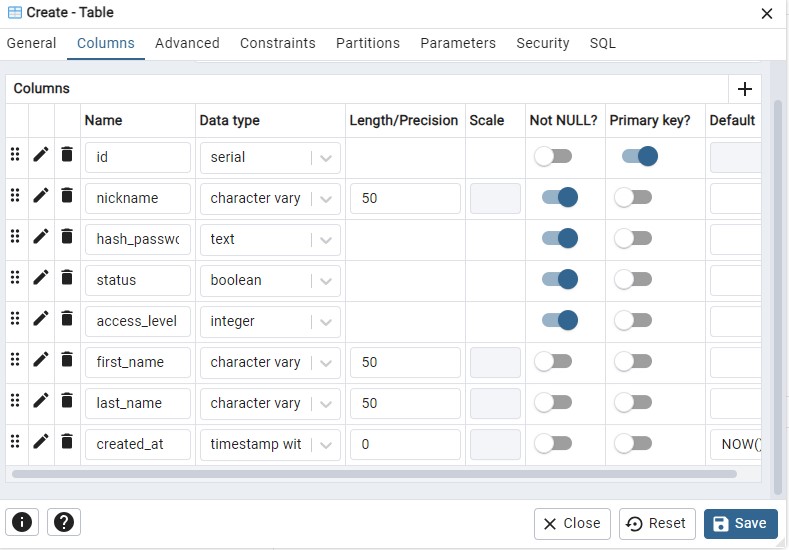 Create - Table
General Columns Advanced Constraints Partitions Parameters Security SQL
Columns
Name Data type Length/Precision Scale Not NULL? Primary key? Default
id serial
nickname character vary 50
hash_passwo text
status boolean
access_level integer
first_name character vary 50
last_name character vary 50
created_at timestamp wit 0 NOW()
Close Reset Save